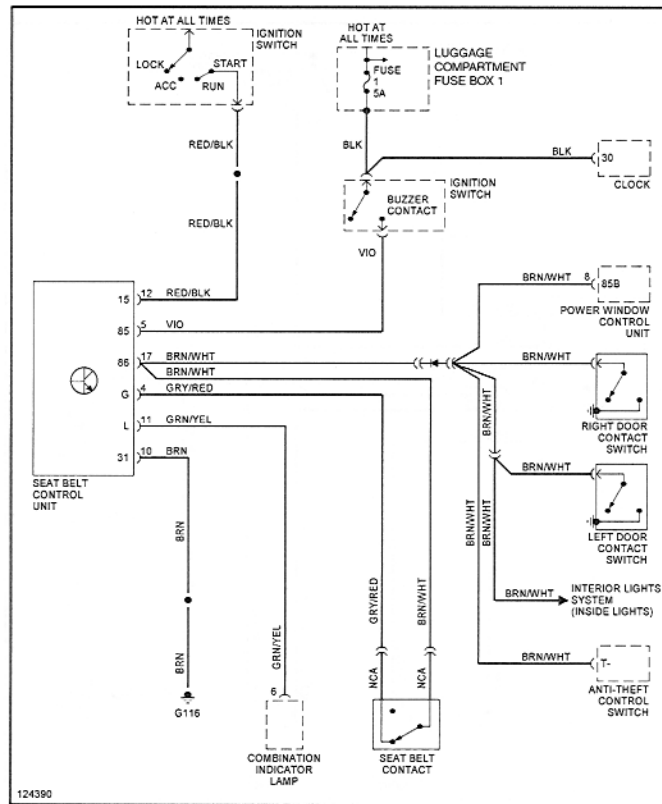 HOT AT ALL TIMES
IGNITION
SWITCH
LOCK
START
ACC
RUN
HOT AT
ALL TIMES
FUSE
1
5A
LUGGAGE
COMPARTMENT
FUSE BOX 1
RED/BLK
BLK
BLK
30
CLOCK
IGNITION
SWITCH
BUZZER
CONTACT
RED/BLK
VIO
15
12
RED/BLK
85
5
VIO
86
17
BRN/WHT
BRN/WHT
G
4
GRY/RED
L
11
GRN/YEL
31
10
BRN
SEAT BELT
CONTROL
UNIT
BRN/WHT
8
85B
POWER WINDOW
CONTROL
UNIT
BRN/WHT
RIGHT DOOR
CONTACT
SWITCH
BRN/WHT
BRN/WHT
LEFT DOOR
CONTACT
SWITCH
BRN/WHT
BRN/WHT
BRN/WHT
INTERIOR LIGHTS
SYSTEM
(INSIDE LIGHTS)
BRN/WHT
T-
ANTI-THEFT
CONTROL
SWITCH
BRN
BRN
G116
GRN/YEL
6
COMBINATION
INDICATOR
LAMP
GRY/RED
BRN/WHT
NCA
NCA
SEAT BELT
CONTACT
124390